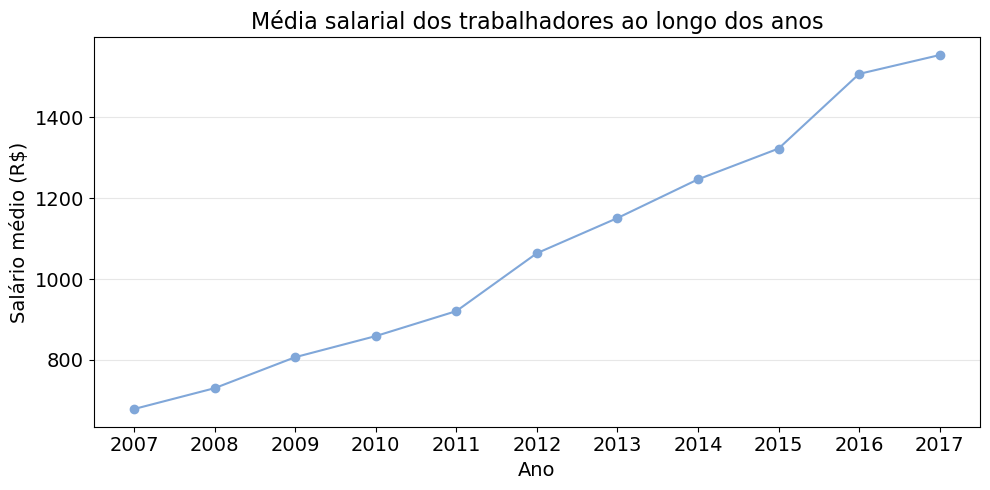 Média salarial dos trabalhadores ao longo dos anos
Salário médio (R$)
1400
1200
1000
800
2007 2008 2009 2010 2011 2012 2013 2014 2015 2016 2017
Ano